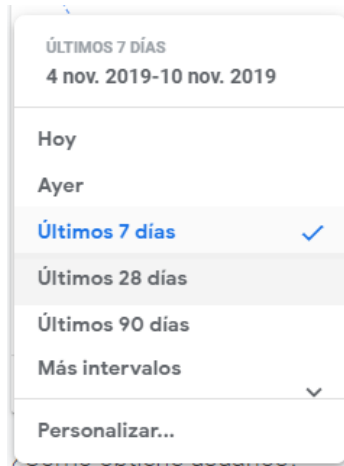 ÚLTIMOS 7 DÍAS
4 nov. 2019-10 nov. 2019
Hoy
Ayer
Últimos 7 días
Últimos 28 días
Últimos 90 días
Más intervalos
Personalizar...